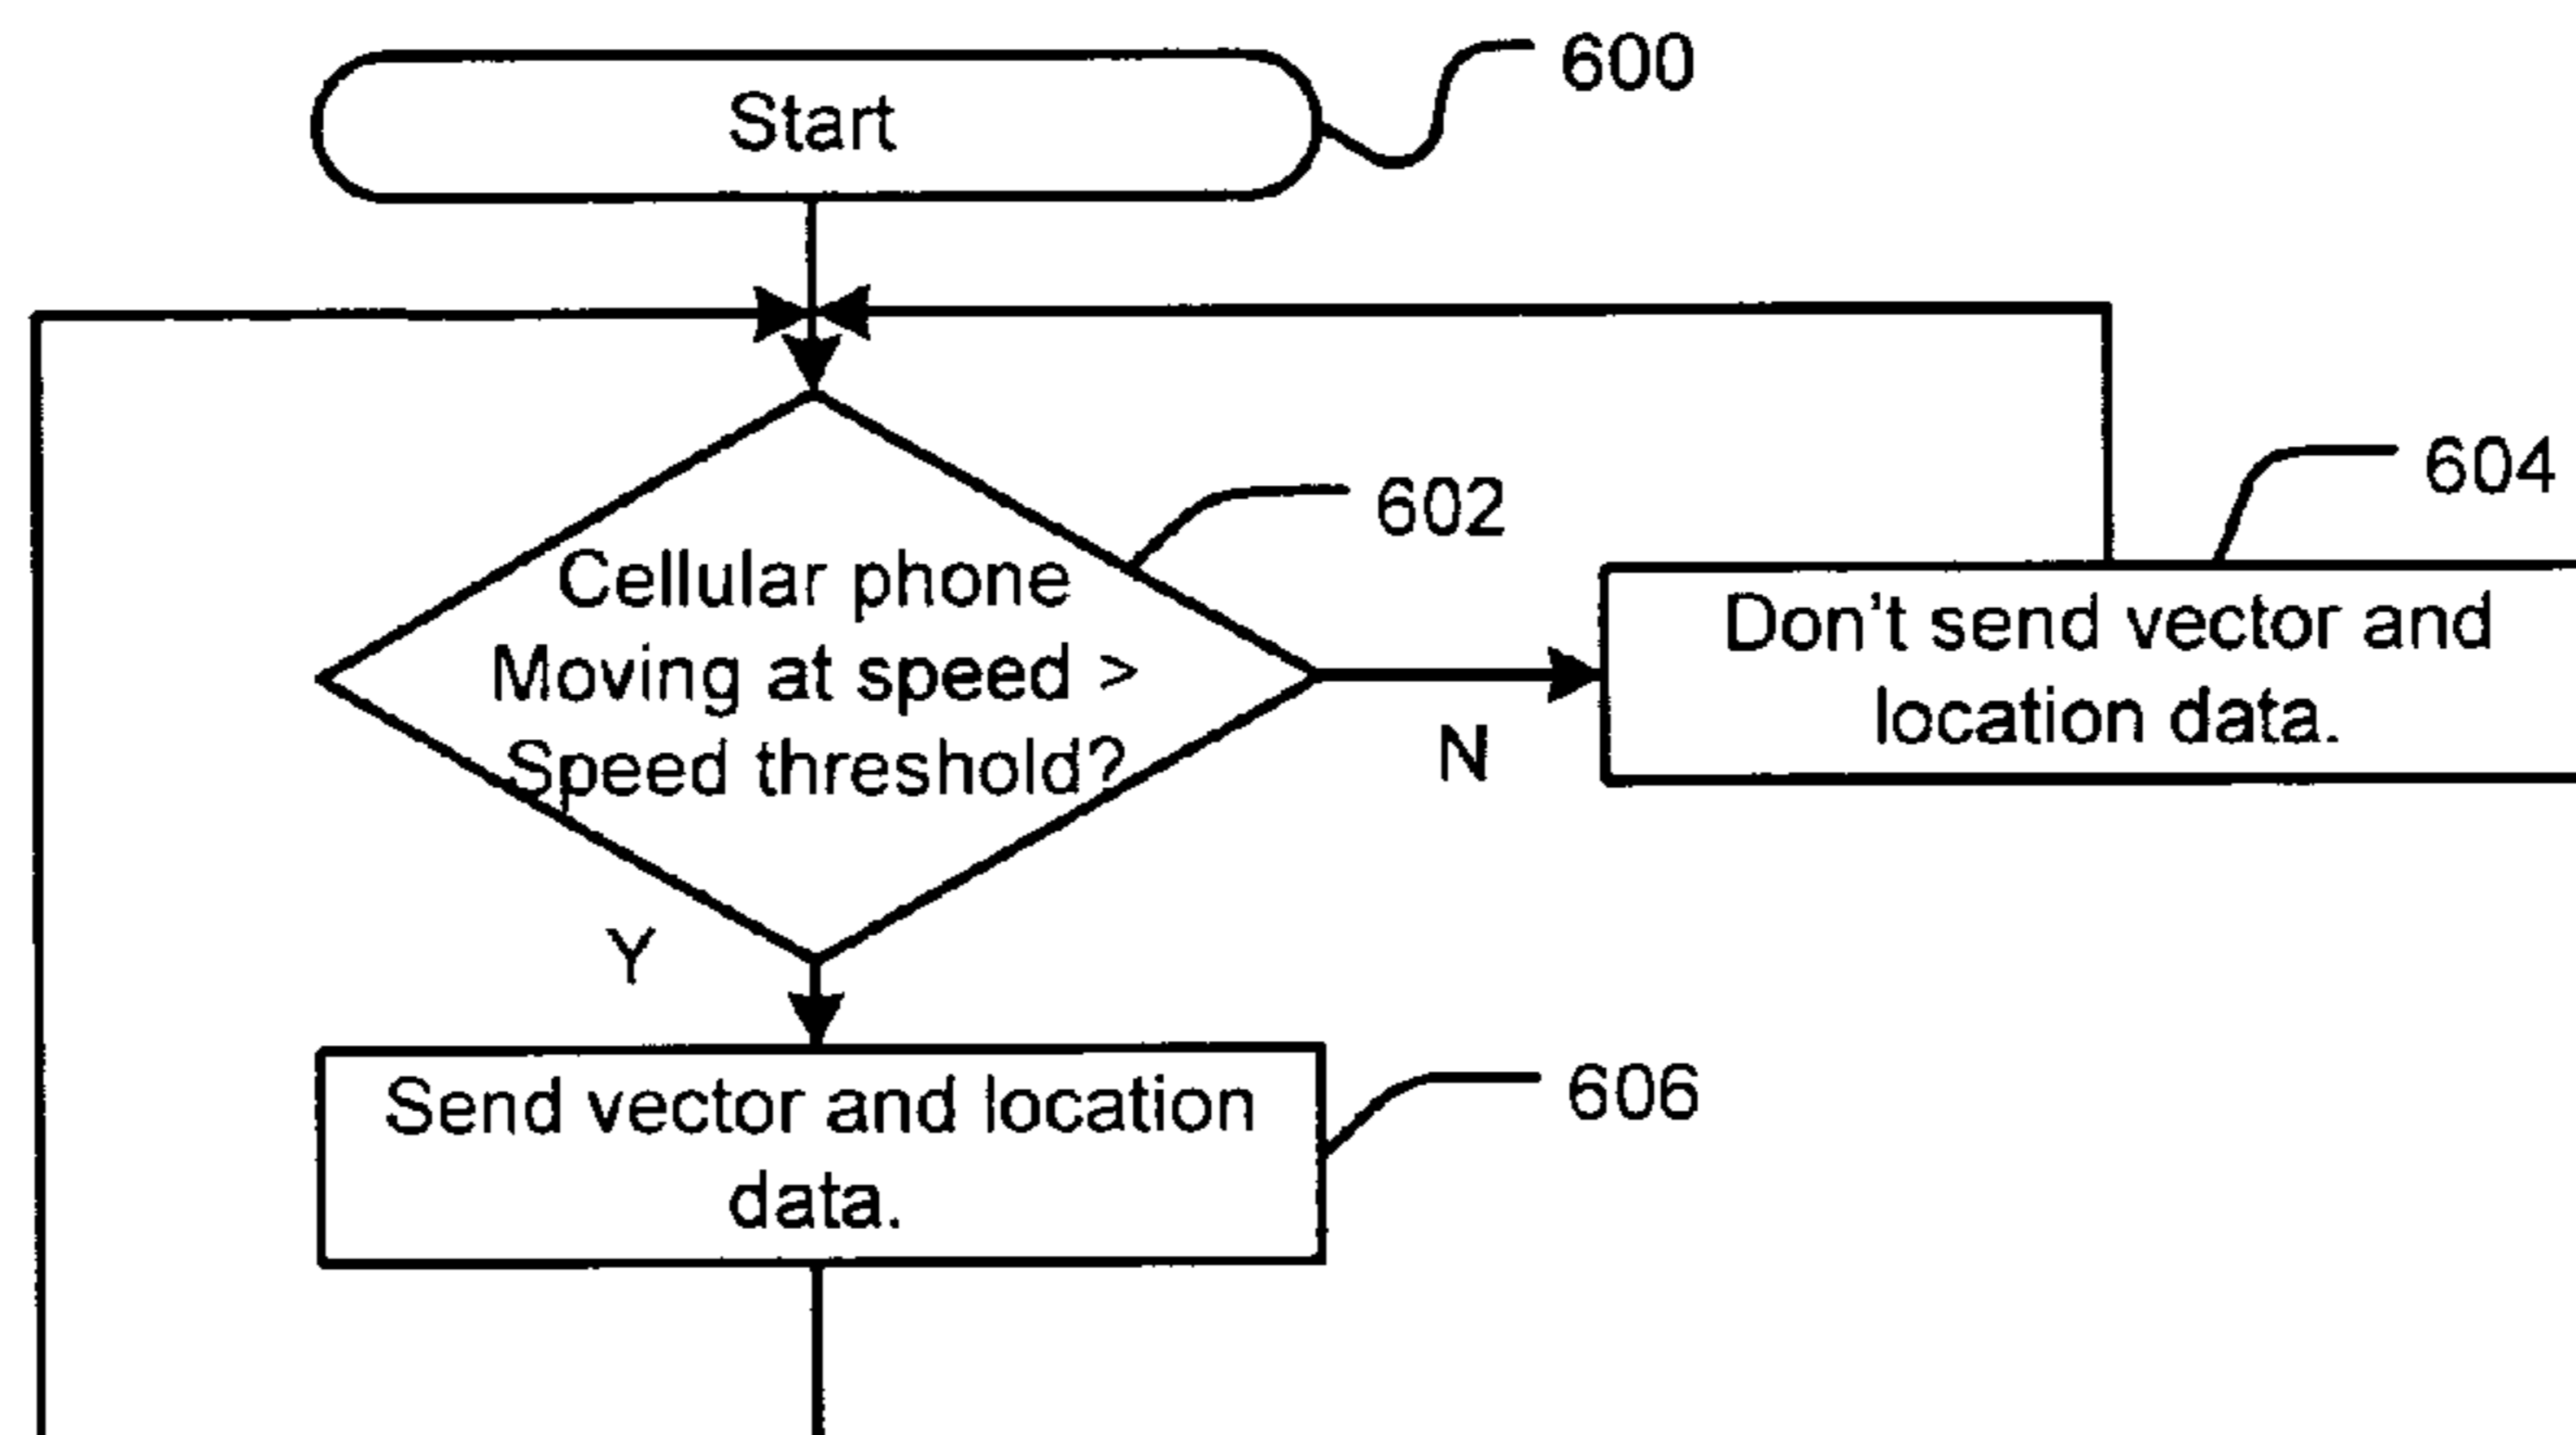 Start
600
602
604
Cellular phone
Moving at speed >
Speed threshold?
N
Don't send vector and
location data.
Y
Send vector and location
data.
606